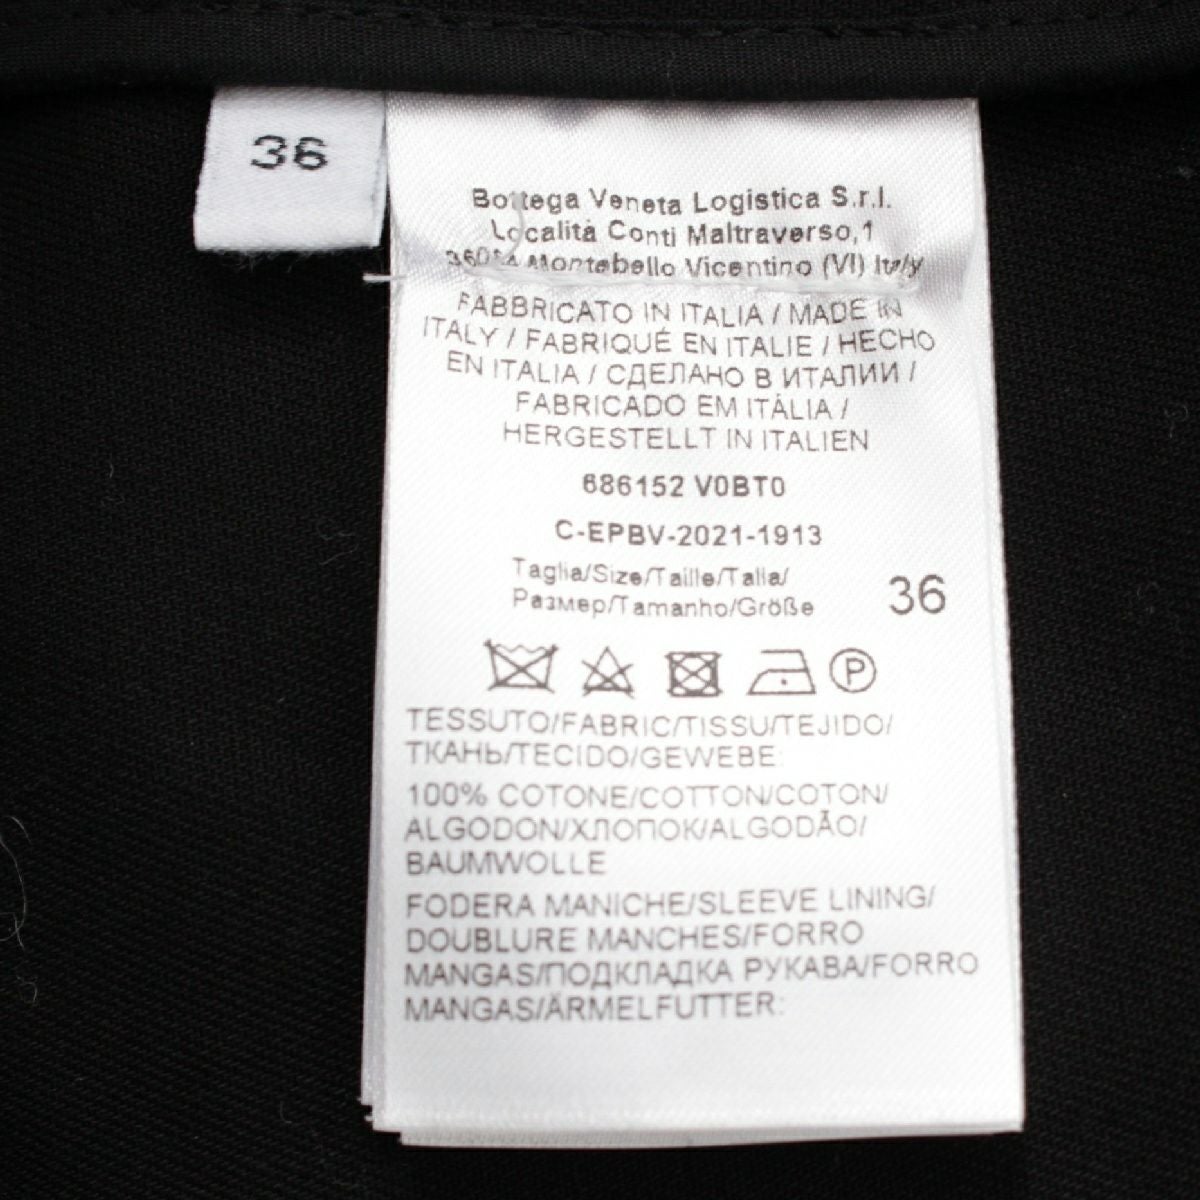 36
Bottega Veneta Logistica S.r.l.
Località Conti Maltraverso,1
Montebello Vicentino (VI) Italy
FABBRICATO IN ITALIA / MADE IN
ITALY / FABRIQUÉ EN ITALIE / HECHO
EN ITALIA / СДЕЛАНО В ИТАЛИИ /
FABRICADO EM ITÁLIA /
HERGESTELLT IN ITALIEN
686152 V0BT0
C-EPBV-2021-1913
Taglia/Size/Taille/Talla/
Размер/Tamanho/Größe
36
P
TESSUTO/FABRIC/TISSU/TEJIDO/
ТКАНЬ/TECIDO/GEWEBE:
100% COTONE/COTTON/COTON/
ALGODON/ХЛОПОК/ALGODÃO/
BAUMWOLLE
FODERA MANICHE/SLEEVE LINING/
DOUBLURE MANCHES/FORRO
MANGAS/ПОДКЛАДКА РУКАВА/FORRO
MANGAS/ÄRMELFUTTER: